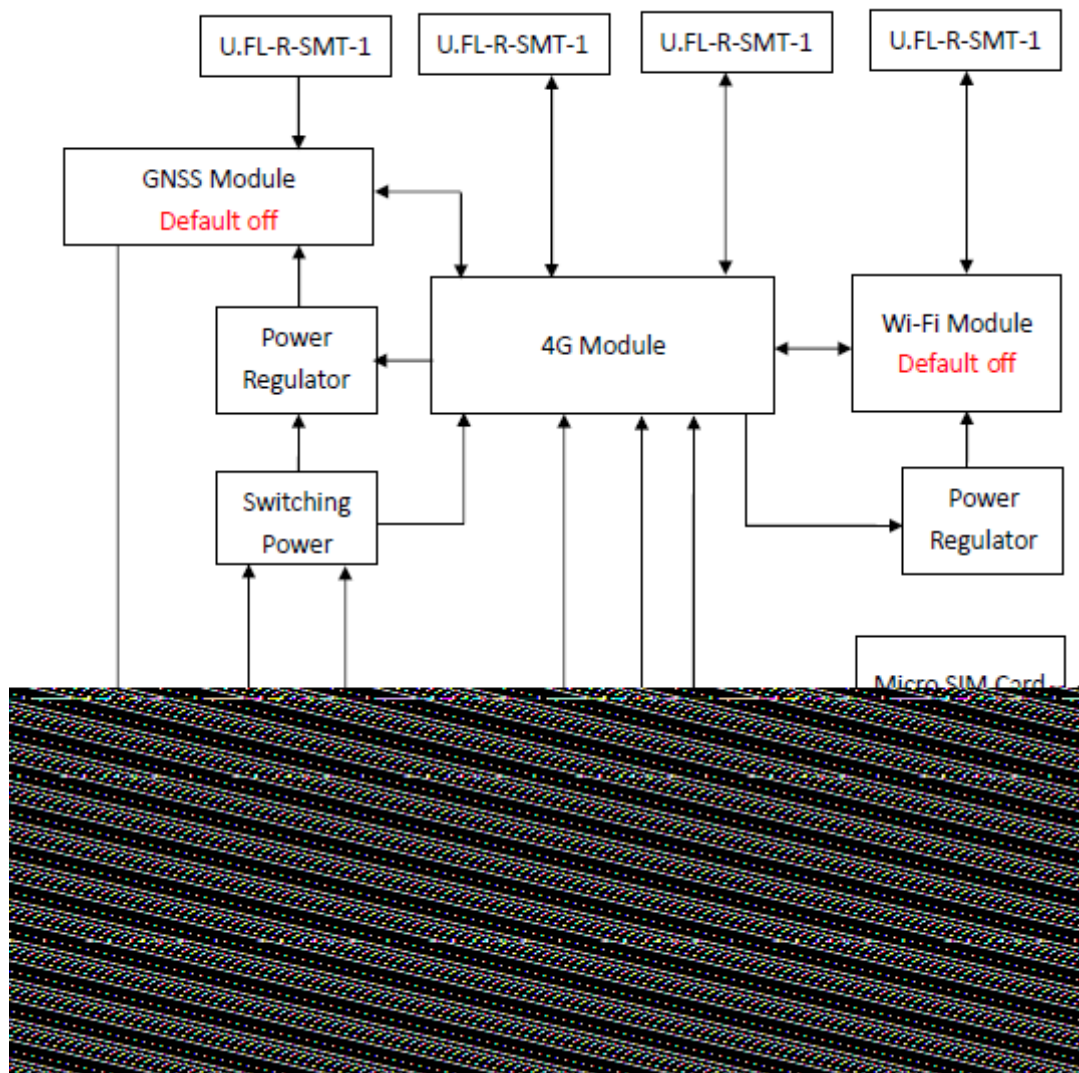 U.FL-R-SMT-1
U.FL-R-SMT-1
U.FL-R-SMT-1
U.FL-R-SMT-1
GNSS Module
Default off
4G Module
Wi-Fi Module
Default off
Power
Regulator
Switching
Power
Power
Regulator
Micro SIM Card